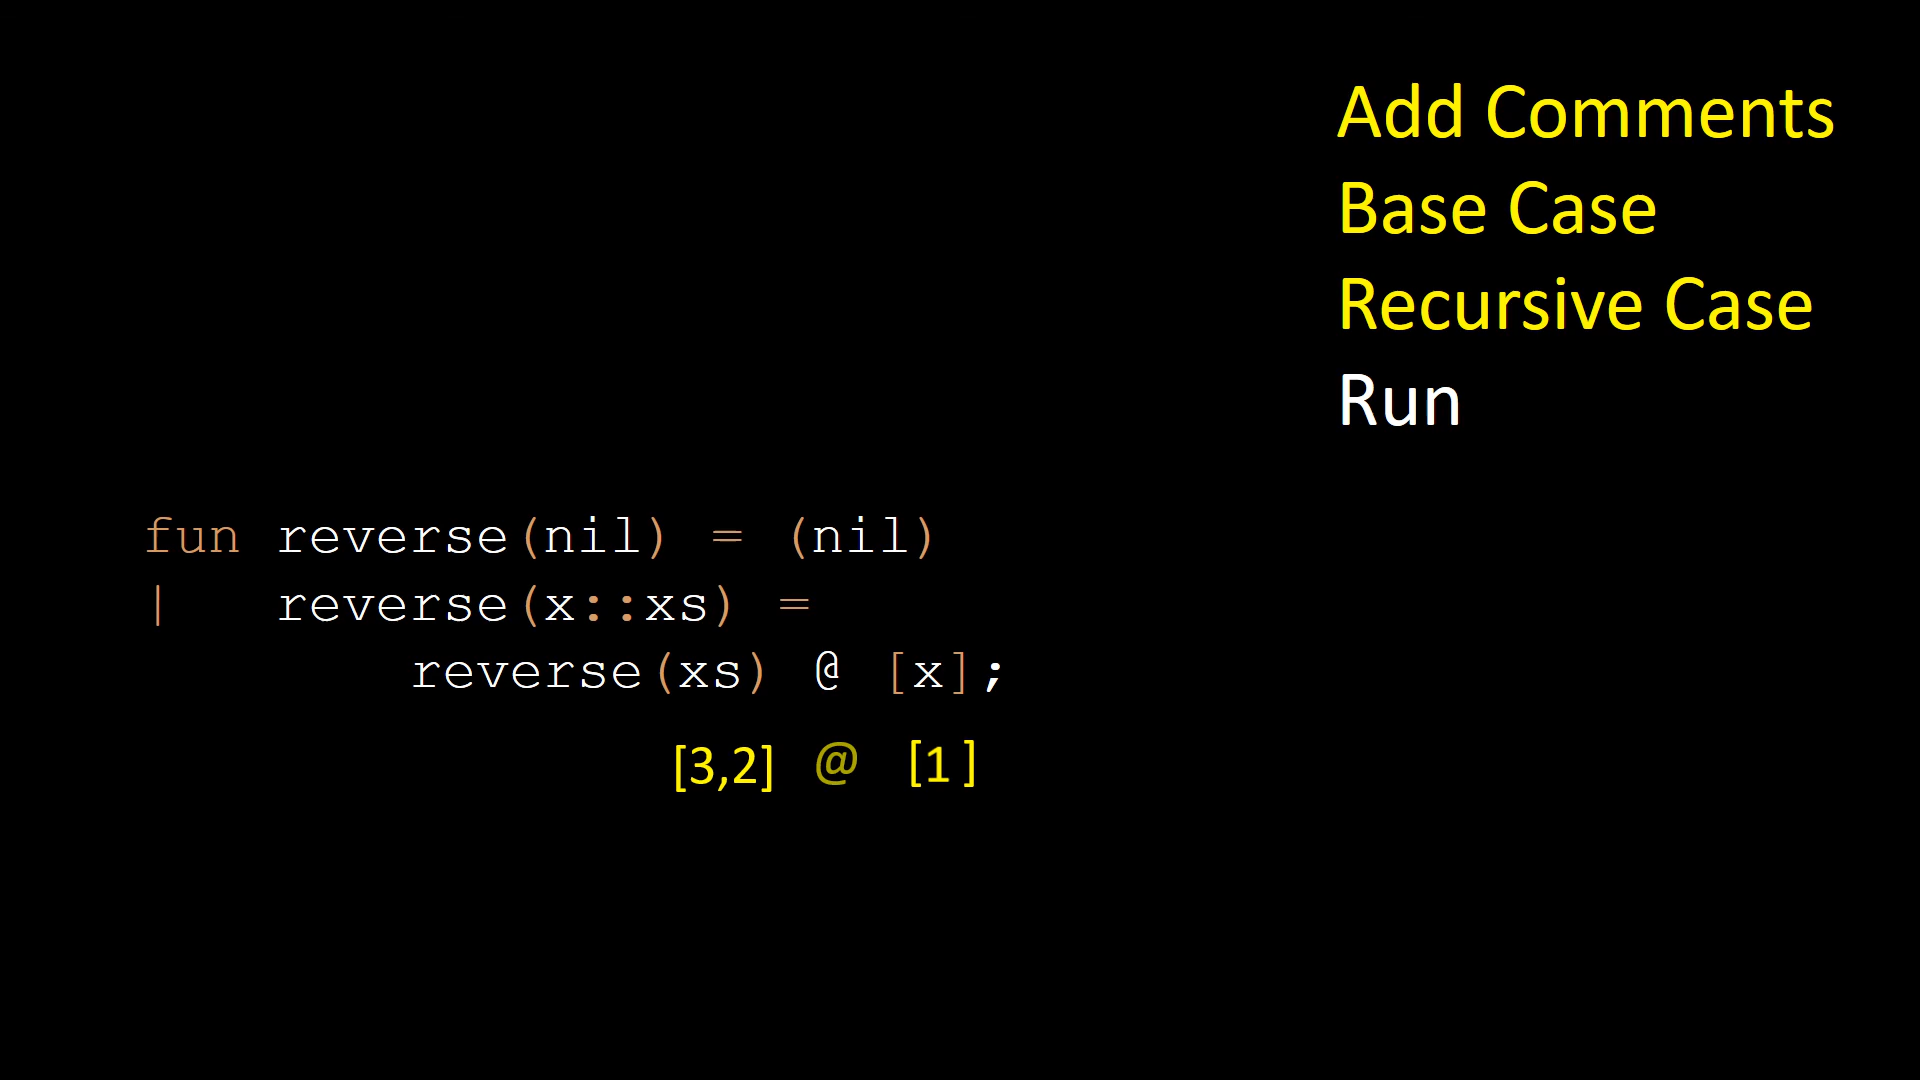 Add Comments
Base Case
Recursive Case
Run
fun reverse(nil) = (nil)
|   reverse(x::xs) =
        reverse(xs) @ [x];
[3,2] @ [1 ]